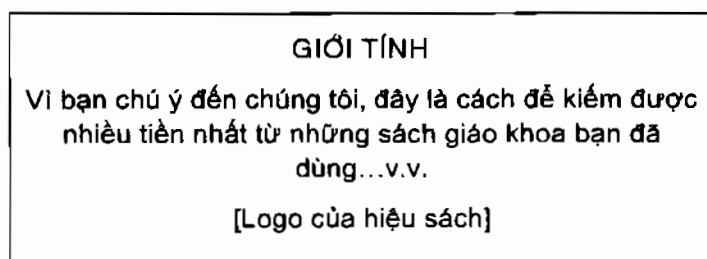 GIỚI TÍNH
Vì bạn chú ý đến chúng tôi, đây là cách để kiếm được
nhiều tiền nhất từ những sách giáo khoa bạn đã
dùng...v.v.
[Logo của hiệu sách]